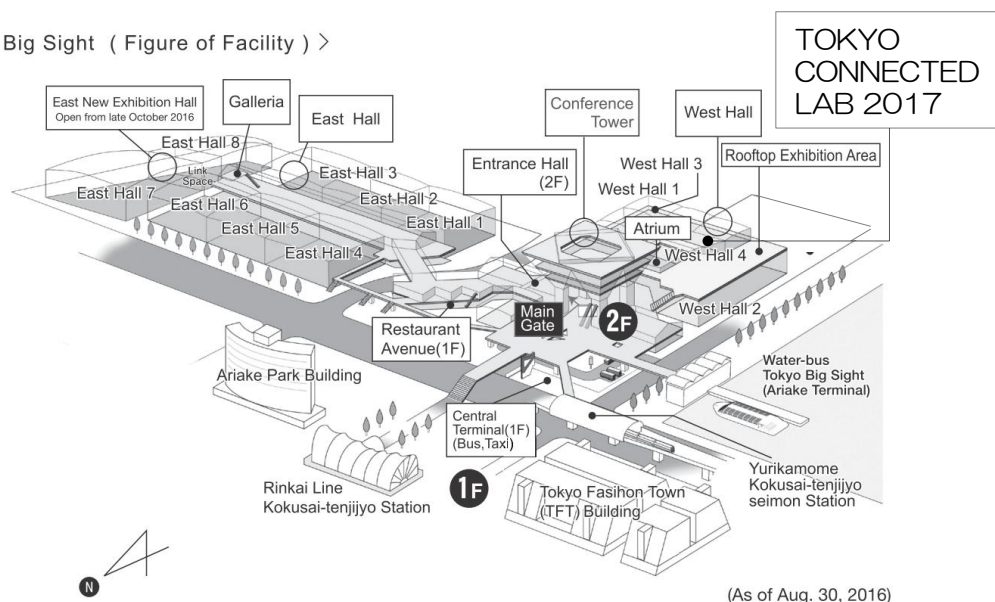 Big Sight ( Figure of Facility ) >
TOKYO
CONNECTED
LAB 2017
East New Exhibition Hall
Open from late October 2016
Galleria
East Hall
Conference
Tower
West Hall
Entrance Hall
(2F)
Rooftop Exhibition Area
East Hall 8
Link
Space
East Hall 7
East Hall 6
East Hall 5
East Hall 4
East Hall 3
East Hall 2
East Hall 1
West Hall 3
West Hall 1
Atrium
West Hall 4
West Hall 2
Main
Gate
2F
Restaurant
Avenue(1F)
Ariake Park Building
Water-bus
Tokyo Big Sight
(Ariake Terminal)
Central
Terminal(1F)
(Bus,Taxi)
1F
Rinkai Line
Kokusai-tenjijyo Station
Tokyo Fasihon Town
(TFT) Building
Yurikamome
Kokusai-tenjijyo
seimon Station
N
(As of Aug. 30, 2016)